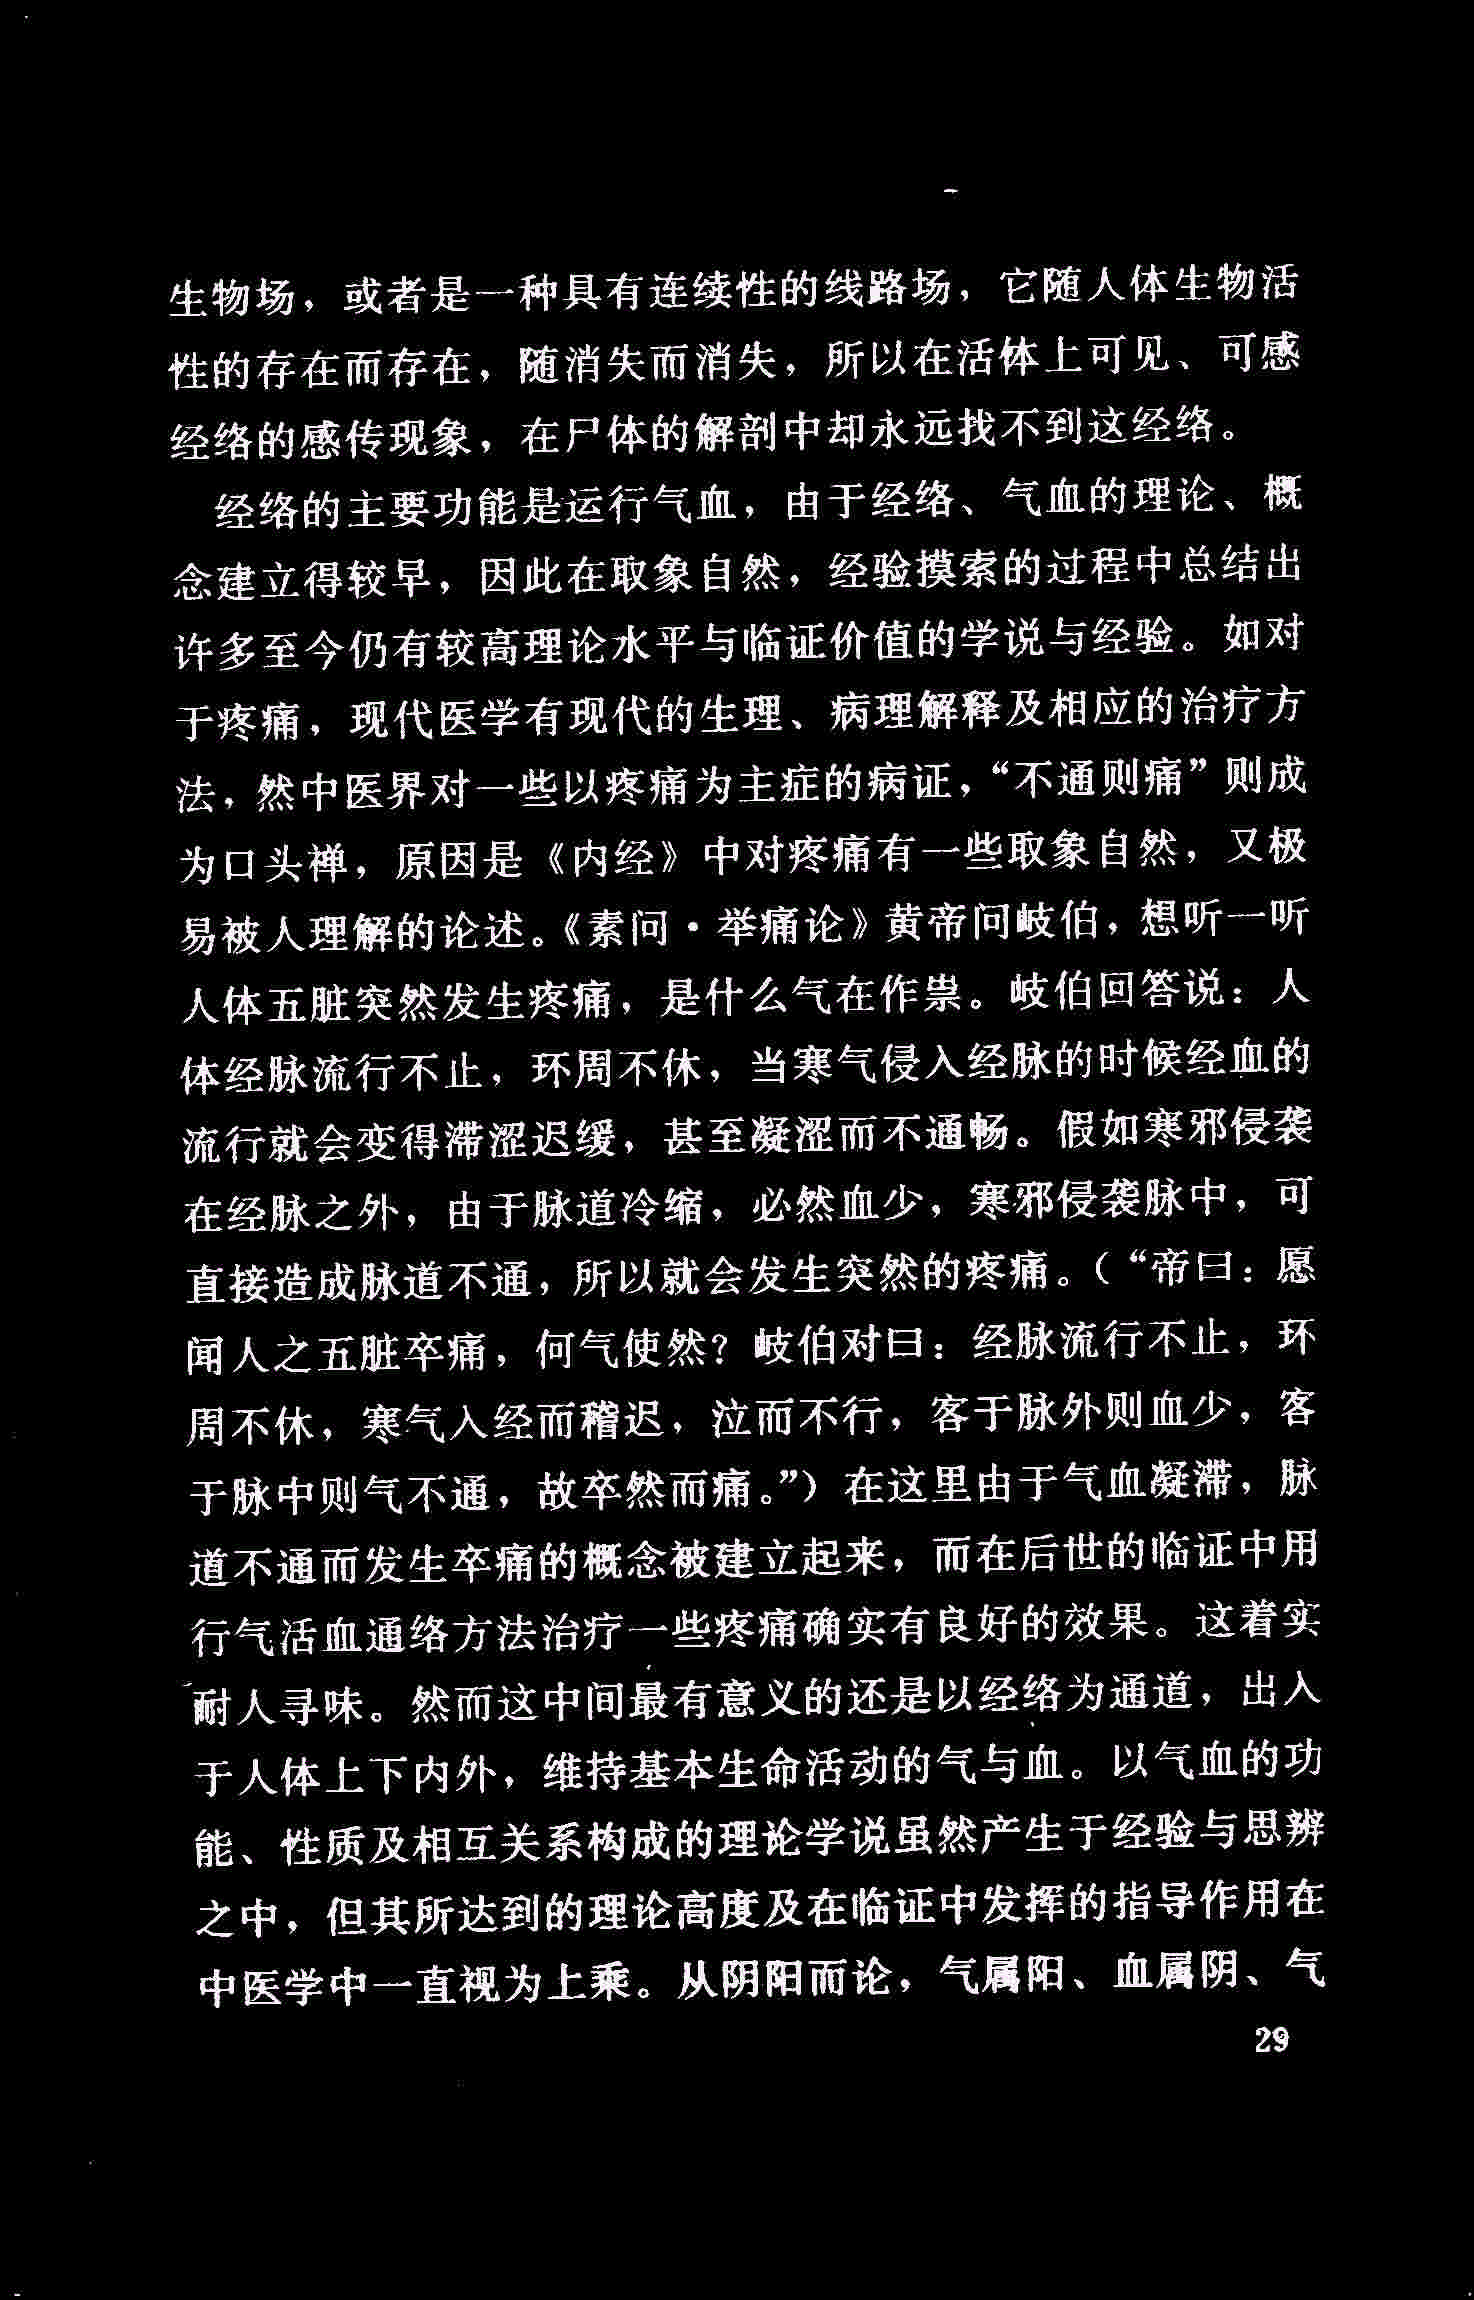 生物场，或者是一种具有连续性的线路场，它随人体生物活
性的存在而存在，随消失而消失，所以在活体上可见、可感
经络的感传现象，在尸体的解剖中却永远找不到这经络。
经络的主要功能是运行气血，由于经络、气血的理论、概
念建立得较早，因此在取象自然，经验摸索的过程中总结出
许多至今仍有较高理论水平与临证价值的学说与经验。如对
于疼痛，现代医学有现代的生理、病理解释及相应的治疗方
法，然中医界对一些以疼痛为主症的病证，“不通则痛”则成
为口头禅，原因是《内经》中对疼痛有一些取象自然，又极
易被人理解的论述。《素问·举痛论》黄帝问岐伯，想听一听
人体五脏突然发生疼痛，是什么气在作祟。岐伯回答说：人
体经脉流行不止，环周不休，当寒气侵入经脉的时候经血的
流行就会变得滞涩迟缓，甚至凝涩而不通畅。假如寒邪侵袭
在经脉之外，由于脉道冷缩，必然血少，寒邪侵袭脉中，可
直接造成脉道不通，所以就会发生突然的疼痛。（“帝曰：愿
闻人之五脏卒痛，何气使然？岐伯对曰：经脉流行不止，环
周不休，寒气入经而稽迟，泣而不行，客于脉外则血少，客
于脉中则气不通，故卒然而痛。”）在这里由于气血凝滞，脉
道不通而发生卒痛的概念被建立起来，而在后世的临证中用
行气活血通络方法治疗一些疼痛确实有良好的效果。这着实
耐人寻味。然而这中间最有意义的还是以经络为通道，出入
于人体上下内外，维持基本生命活动的气与血。以气血的功
能、性质及相互关系构成的理论学说虽然产生于经验与思辨
之中，但其所达到的理论高度及在临证中发挥的指导作用在
中医学中一直视为上乘。从阴阳而论，气属阳、血属阴、气
29